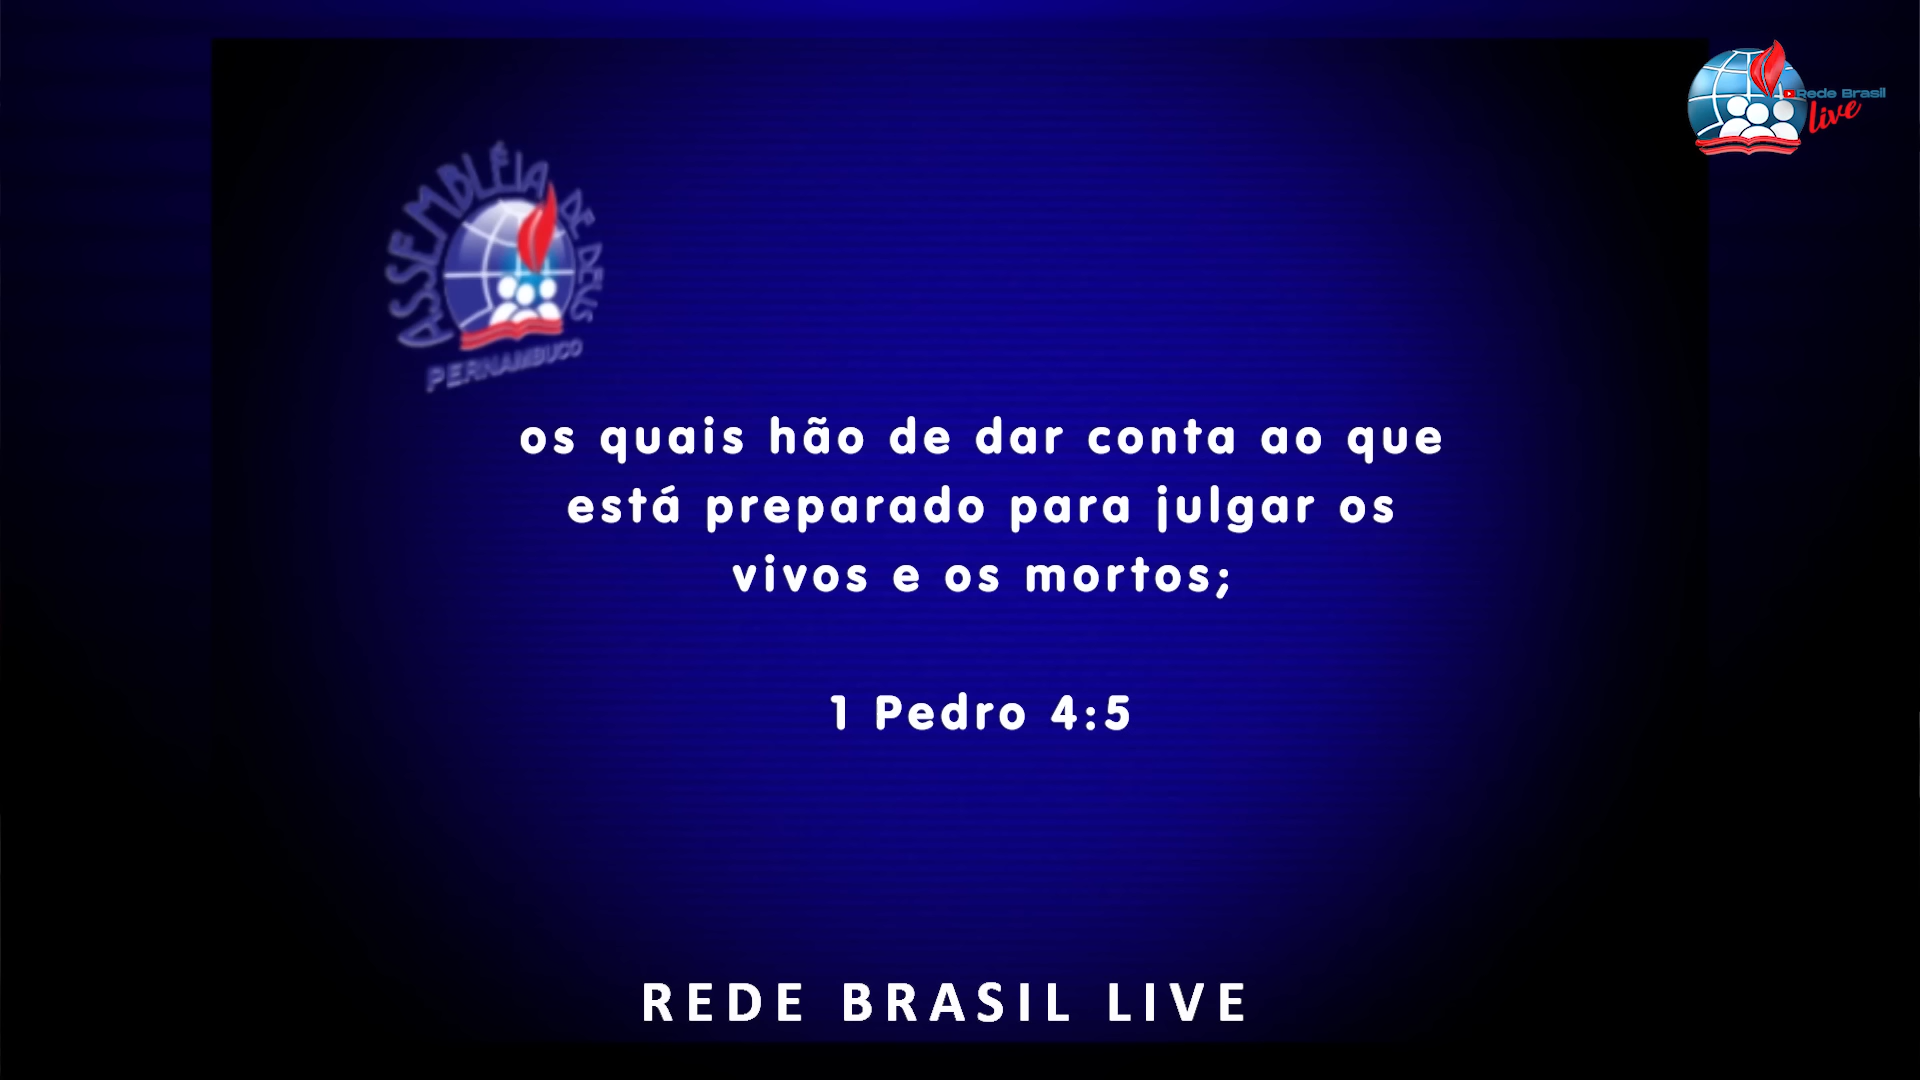 Rede Brasil
live
ASSEMBLÉIA DE DEUS
PERNAMBUCO
os quais hão de dar conta ao que
está preparado para julgar os
vivos e os mortos;
1 Pedro 4:5
REDE BRASIL LIVE